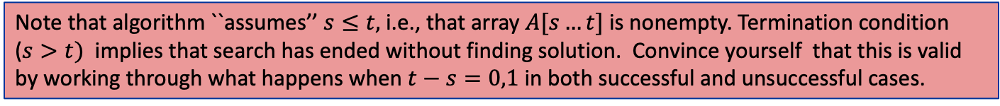 Note that algorithm ``assumes’’ 𝑠 ≤ 𝑡, i.e., that array 𝐴[𝑠 … 𝑡] is nonempty. Termination condition
(𝑠 > 𝑡) implies that search has ended without finding solution. Convince yourself that this is valid
by working through what happens when 𝑡 − 𝑠 = 0,1 in both successful and unsuccessful cases.